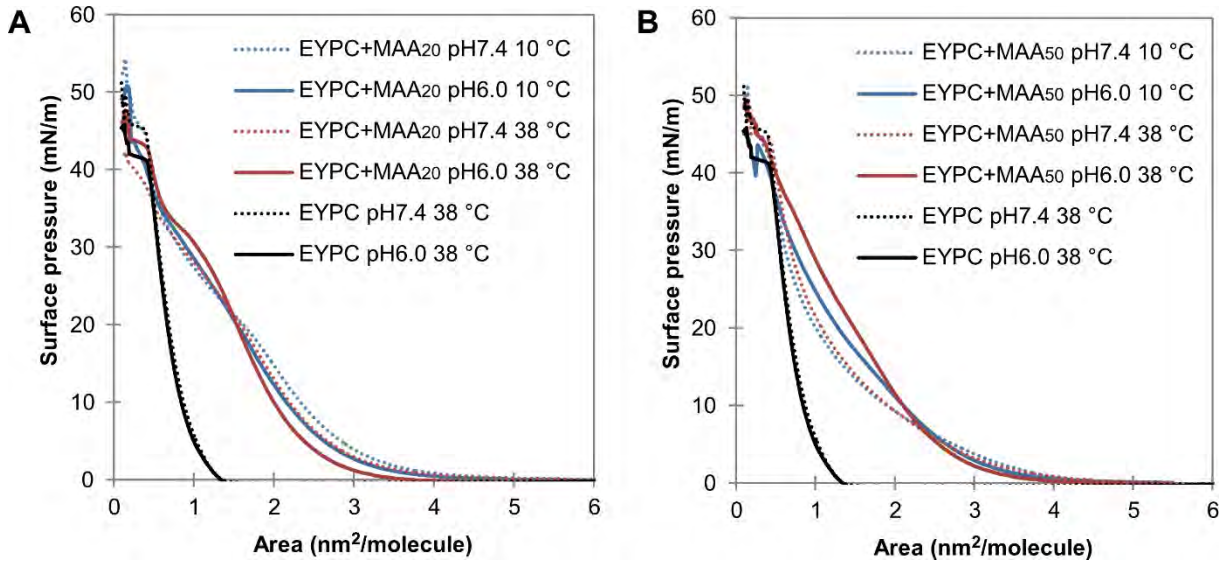 A
60
50
40
30
20
10
0
Surface pressure (mN/m)
EYPC+MAA20 pH7.4 10 °C
EYPC+MAA20 pH6.0 10 °C
EYPC+MAA20 pH7.4 38 °C
EYPC+MAA20 pH6.0 38 °C
EYPC pH7.4 38 °C
EYPC pH6.0 38 °C
0 1 2 3 4 5 6
Area (nm²/molecule)
B
60
50
40
30
20
10
0
Surface pressure (mN/m)
EYPC+MAA50 pH7.4 10 °C
EYPC+MAA50 pH6.0 10 °C
EYPC+MAA50 pH7.4 38 °C
EYPC+MAA50 pH6.0 38 °C
EYPC pH7.4 38 °C
EYPC pH6.0 38 °C
0 1 2 3 4 5 6
Area (nm²/molecule)